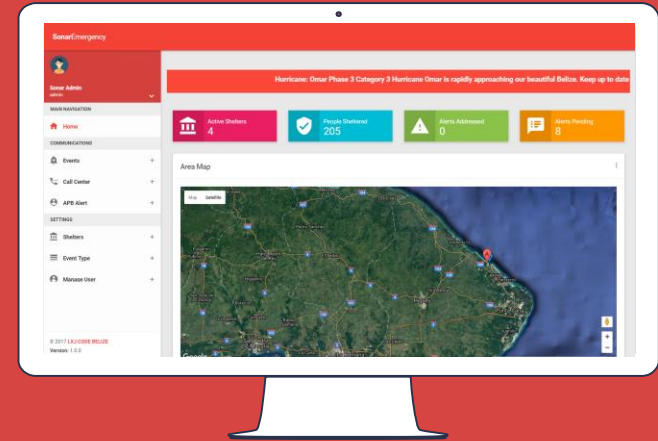 SonarEmergency
Sonar Admin
admin
MAIN NAVIGATION
Home
COMMUNICATIONS
Events +
Call Center +
APB Alert +
SETTINGS
Shelters +
Event Type +
Manage User +
© 2017 LXJ CODE BELIZE
Version: 1.0.0
Hurricane: Omar Phase 3 Category 3 Hurricane Omar is rapidly approaching our beautiful Belize. Keep up to date
Active Shelters
4
People Sheltered
205
Alerts Addressed
0
Alerts Pending
8
Area Map
Map Satellite
A
Google
+
−